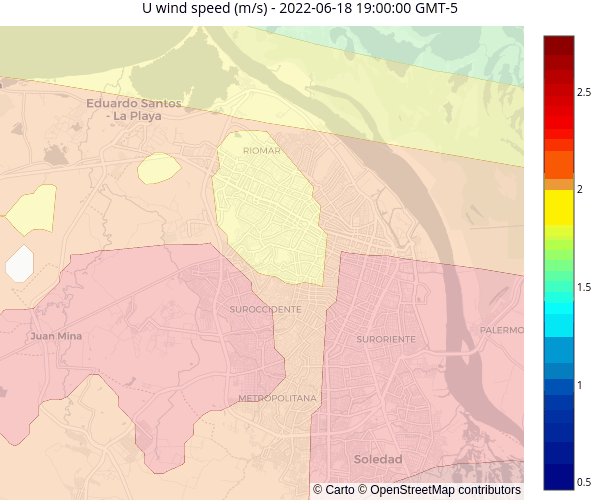 U wind speed (m/s) - 2022-06-18 19:00:00 GMT-5
Eduardo Santos
- La Playa
RIOMAR
SUROCCIDENTE
Juan Mina
SURORIENTE
PALERMO
METROPOLITANA
Soledad
© Carto © OpenStreetMap contributors
2.5
2
1.5
1
0.5